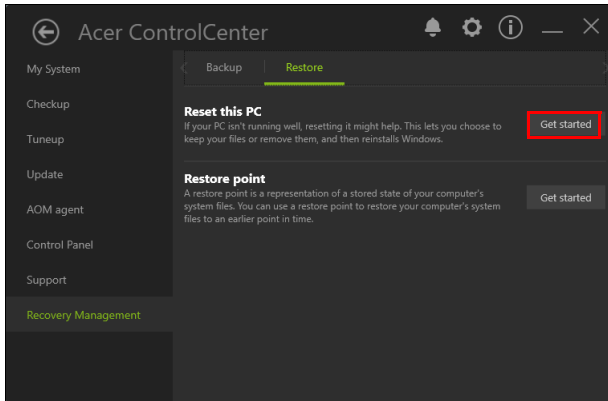 Acer ControlCenter
My System
Checkup
Tuneup
Update
AOM agent
Control Panel
Support
Recovery Management
Backup
Restore
Reset this PC
If your PC isn't running well, resetting it might help. This lets you choose to
keep your files or remove them, and then reinstalls Windows.
Get started
Restore point
A restore point is a representation of a stored state of your computer's
system files. You can use a restore point to restore your computer's system
files to an earlier point in time.
Get started